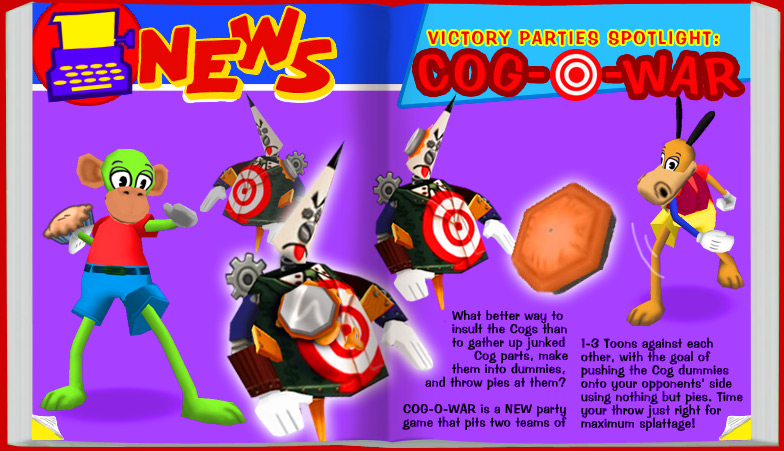 NEWS
VICTORY PARTIES SPOTLIGHT:
COG-O-WAR
What better way to
insult the Cogs than
to gather up junked
Cog parts, make
them into dummies,
and throw pies at them?
COG-O-WAR is a NEW party
game that pits two teams of
1-3 Toons against each
other, with the goal of
pushing the Cog dummies
onto your opponents' side
using nothing but pies. Time
your throw just right for
maximum splattage!